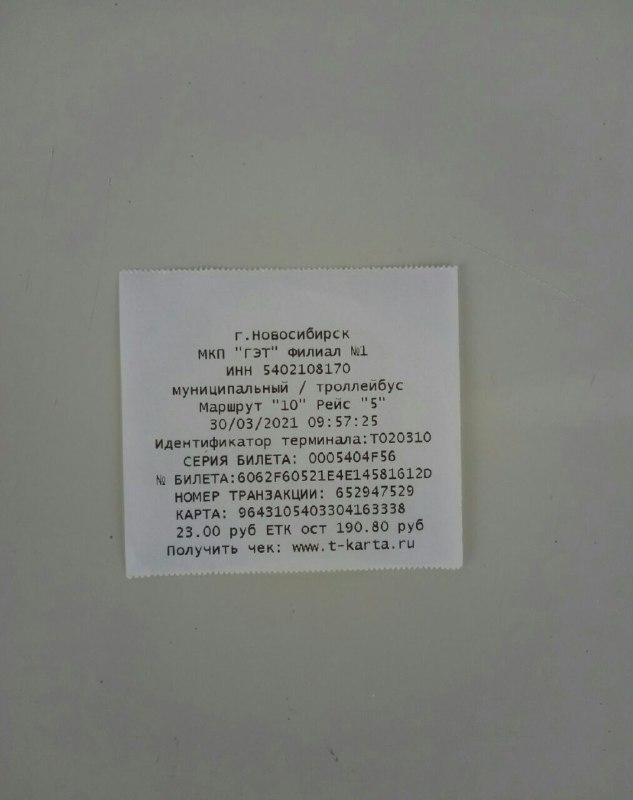 г.Новосибирск
МКП "ГЭТ" Филиал №1
ИНН 5402108170
муниципальный / троллейбус
Маршрут "10" Рейс "5"
30/03/2021 09:57:25
Идентификатор терминала:T020310
СЕРИЯ БИЛЕТА: 0005404F56
№ БИЛЕТА:6062F60521E4E14581612D
НОМЕР ТРАНЗАКЦИИ: 652947529
КАРТА: 9643105403304163338
23.00 руб ЕТК ост 190.80 руб
Получить чек: www.t-karta.ru